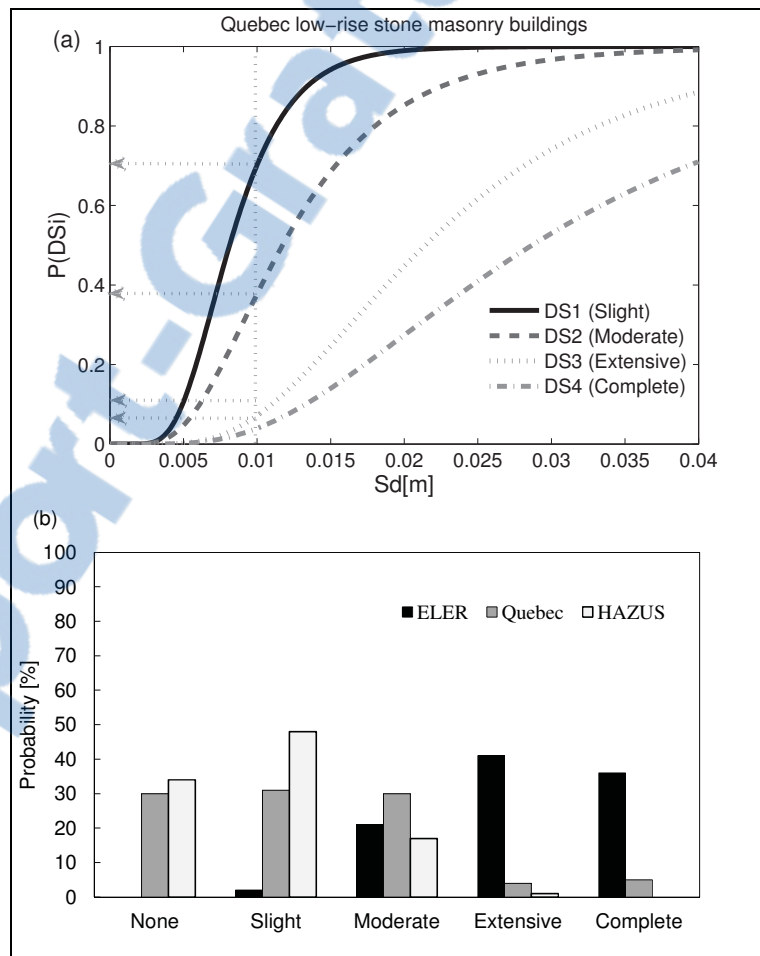 Quebec low-rise stone masonry buildings
(a)
1
0.8
0.6
0.4
0.2
0
P(DSi)
DS1 (Slight)
DS2 (Moderate)
DS3 (Extensive)
DS4 (Complete)
0 0.005 0.01 0.015 0.02 0.025 0.03 0.035 0.04
Sd[m]
(b)
100
90
80
70
60
50
40
30
20
10
0
Probability [%]
ELER Quebec HAZUS
None Slight Moderate Extensive Complete
ort-Grat